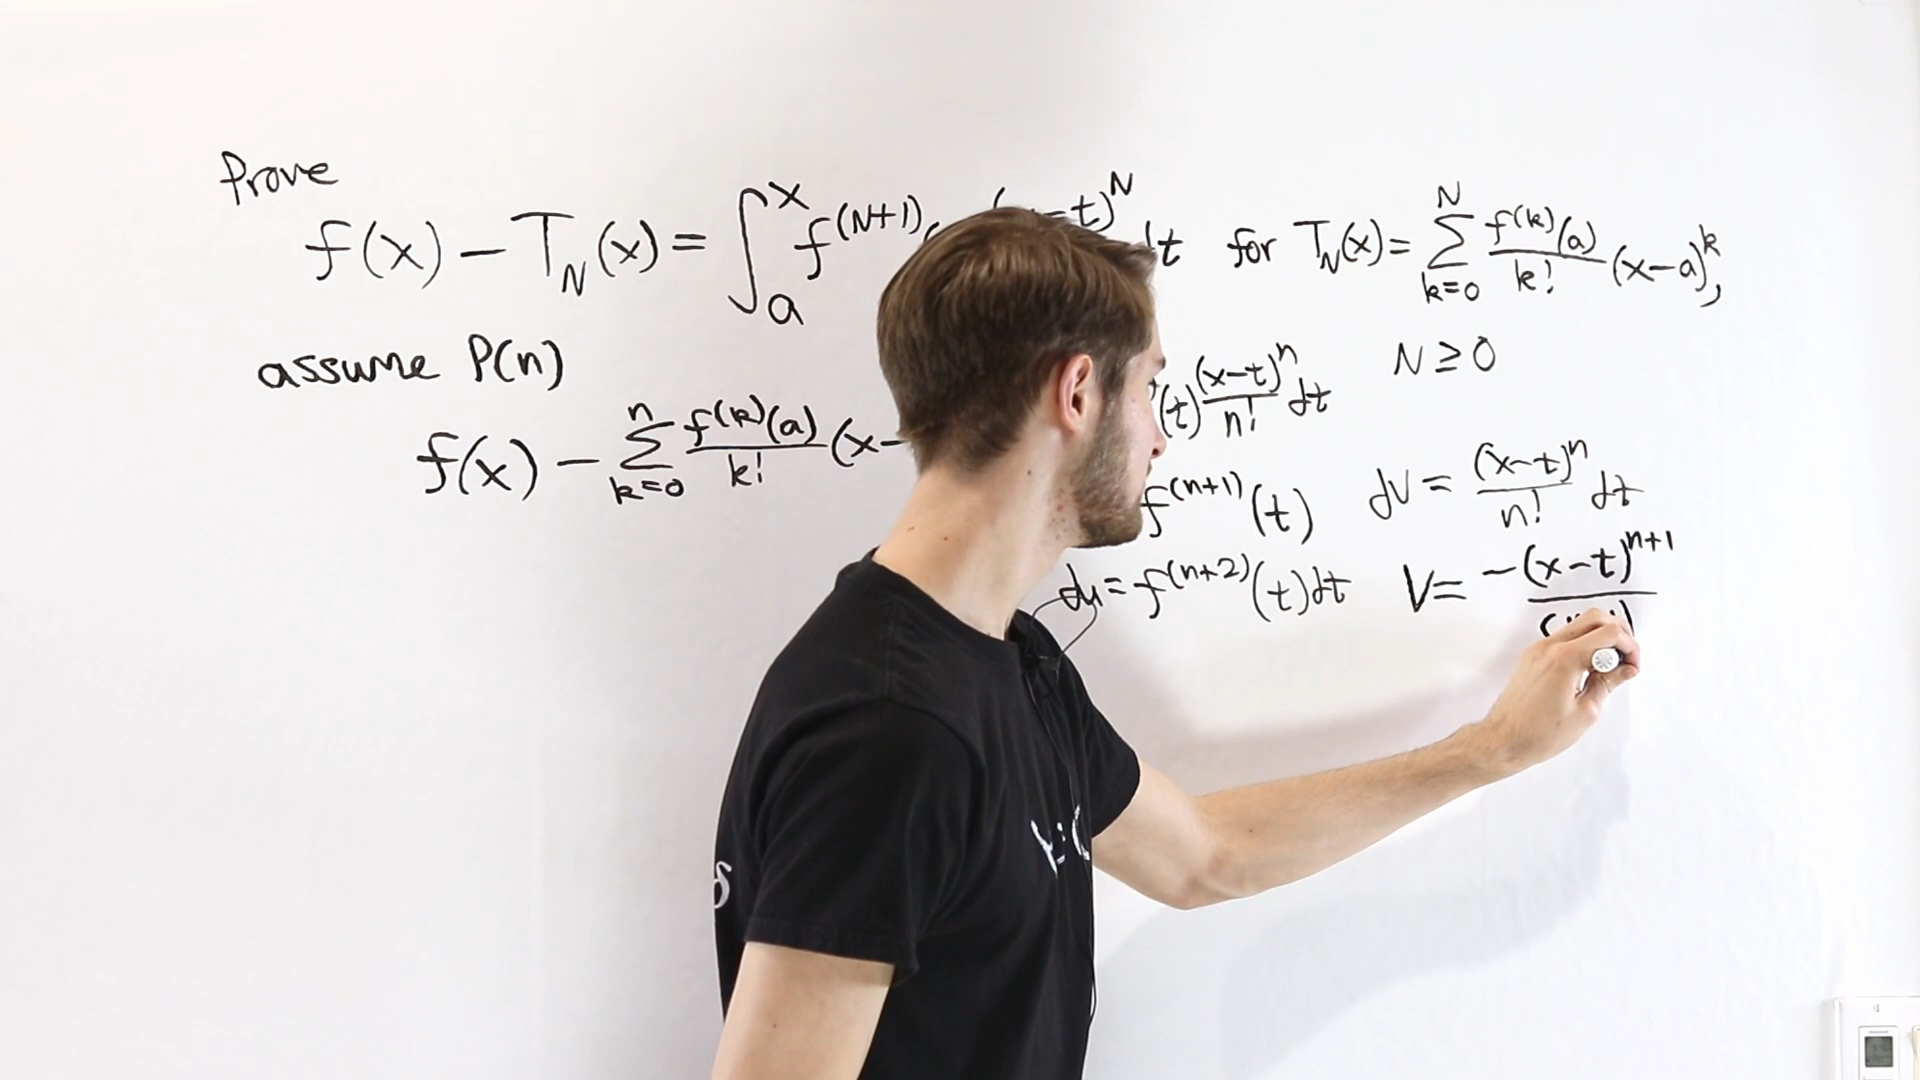 Prove
f(x) − T_N(x) = ∫_a^x f^(N+1) −t)^N dt for T_N(x) = Σ_{k=0}^N f^(k)(a)/k! (x−a)^k,
assume P(n)
N ≥ 0
f(x) − Σ_{k=0}^n f^(k)(a)/k! (x− (t) (x−t)^n/n! dt
f^(n+1)(t) dV = (x−t)^n/n! dt
du = f^(n+2)(t)dt V = −(x−t)^{n+1}/